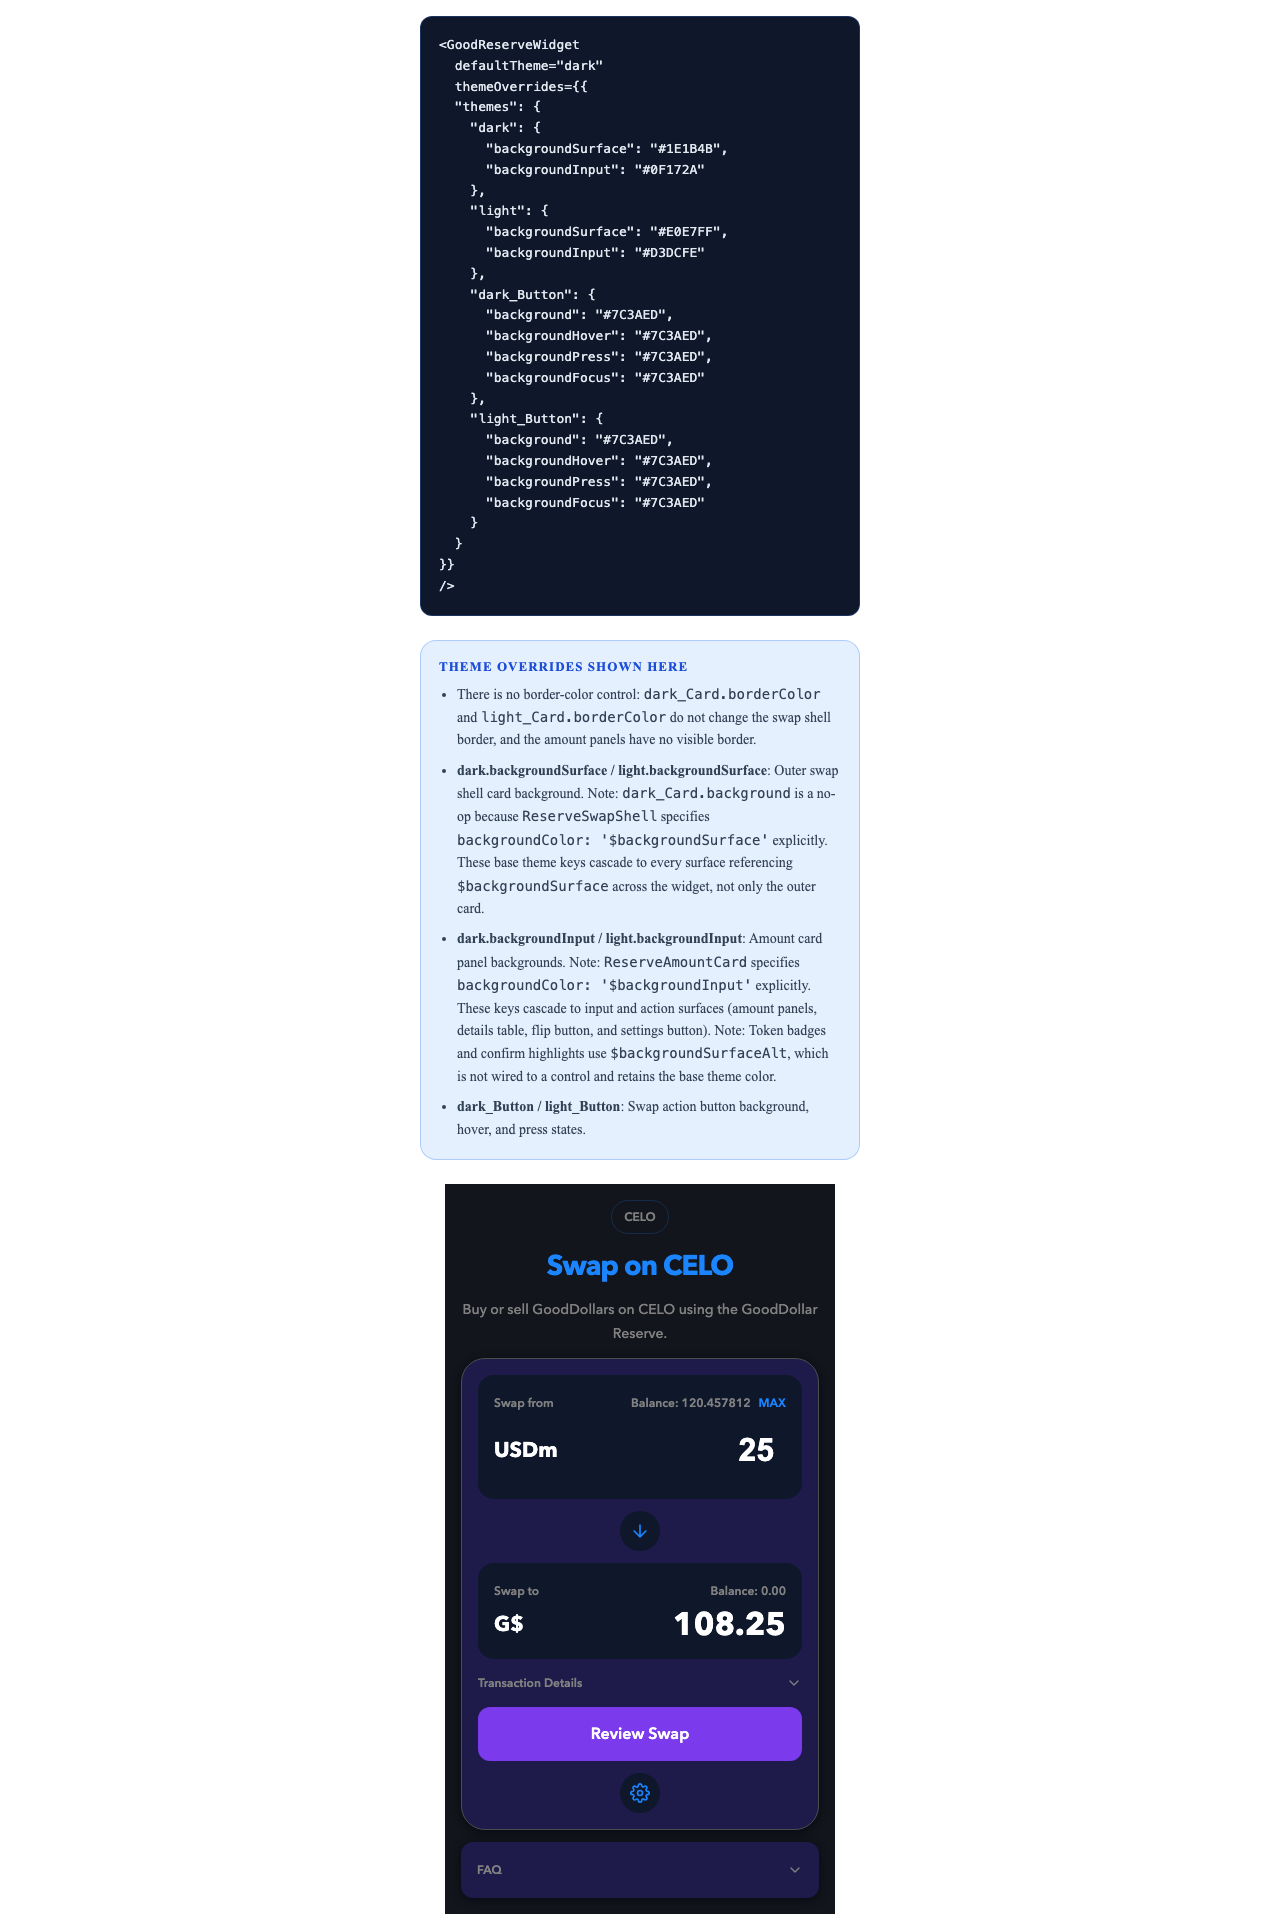 <GoodReserveWidget
  defaultTheme="dark"
  themeOverrides={{
  "themes": {
    "dark": {
      "backgroundSurface": "#1E1B4B",
      "backgroundInput": "#0F172A"
    },
    "light": {
      "backgroundSurface": "#E0E7FF",
      "backgroundInput": "#D3DCFE"
    },
    "dark_Button": {
      "background": "#7C3AED",
      "backgroundHover": "#7C3AED",
      "backgroundPress": "#7C3AED",
      "backgroundFocus": "#7C3AED"
    },
    "light_Button": {
      "background": "#7C3AED",
      "backgroundHover": "#7C3AED",
      "backgroundPress": "#7C3AED",
      "backgroundFocus": "#7C3AED"
    }
  }
}}
/>
THEME OVERRIDES SHOWN HERE
• There is no border-color control: dark_Card.borderColor
and light_Card.borderColor do not change the swap shell
border, and the amount panels have no visible border.
• dark.backgroundSurface / light.backgroundSurface: Outer swap
shell card background. Note: dark_Card.background is a no-
op because ReserveSwapShell specifies
backgroundColor: '$backgroundSurface' explicitly.
These base theme keys cascade to every surface referencing
$backgroundSurface across the widget, not only the outer
card.
• dark.backgroundInput / light.backgroundInput: Amount card
panel backgrounds. Note: ReserveAmountCard specifies
backgroundColor: '$backgroundInput' explicitly.
These keys cascade to input and action surfaces (amount panels,
details table, flip button, and settings button). Note: Token badges
and confirm highlights use $backgroundSurfaceAlt, which
is not wired to a control and retains the base theme color.
• dark_Button / light_Button: Swap action button background,
hover, and press states.
CELO
Swap on CELO
Buy or sell GoodDollars on CELO using the GoodDollar
Reserve.
Swap from Balance: 120.457812 MAX
USDm 25
Swap to Balance: 0.00
G$ 108.25
Transaction Details
Review Swap
FAQ